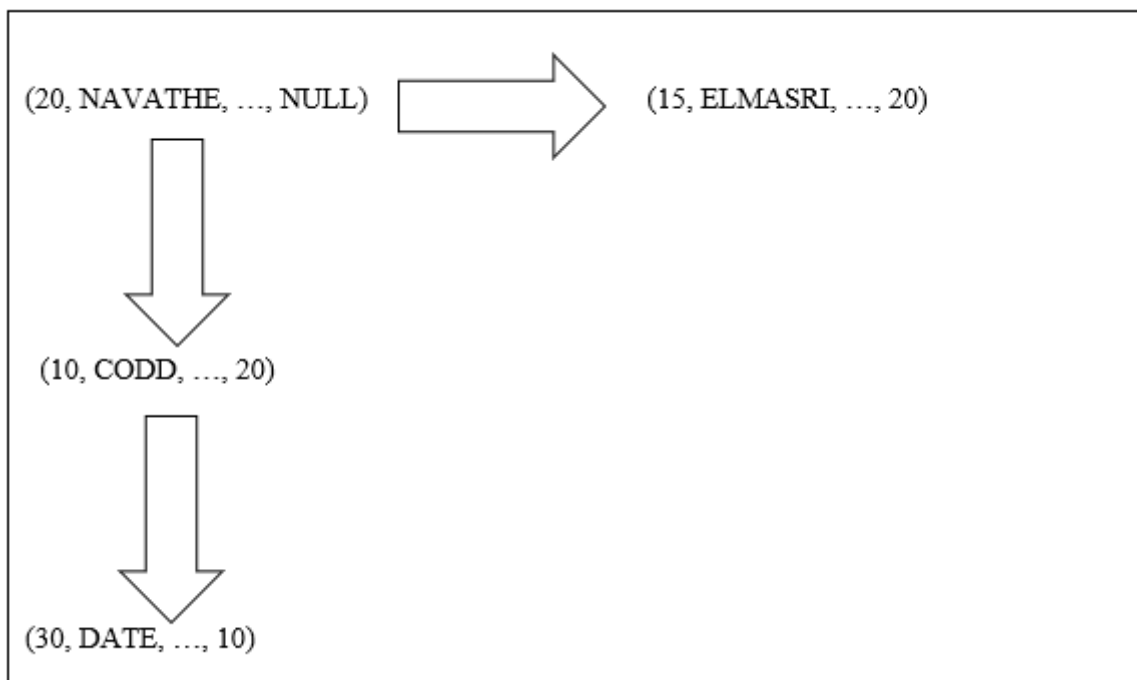 (20, NAVATHE, …, NULL)
(15, ELMASRI, …, 20)
(10, CODD, …, 20)
(30, DATE, …, 10)